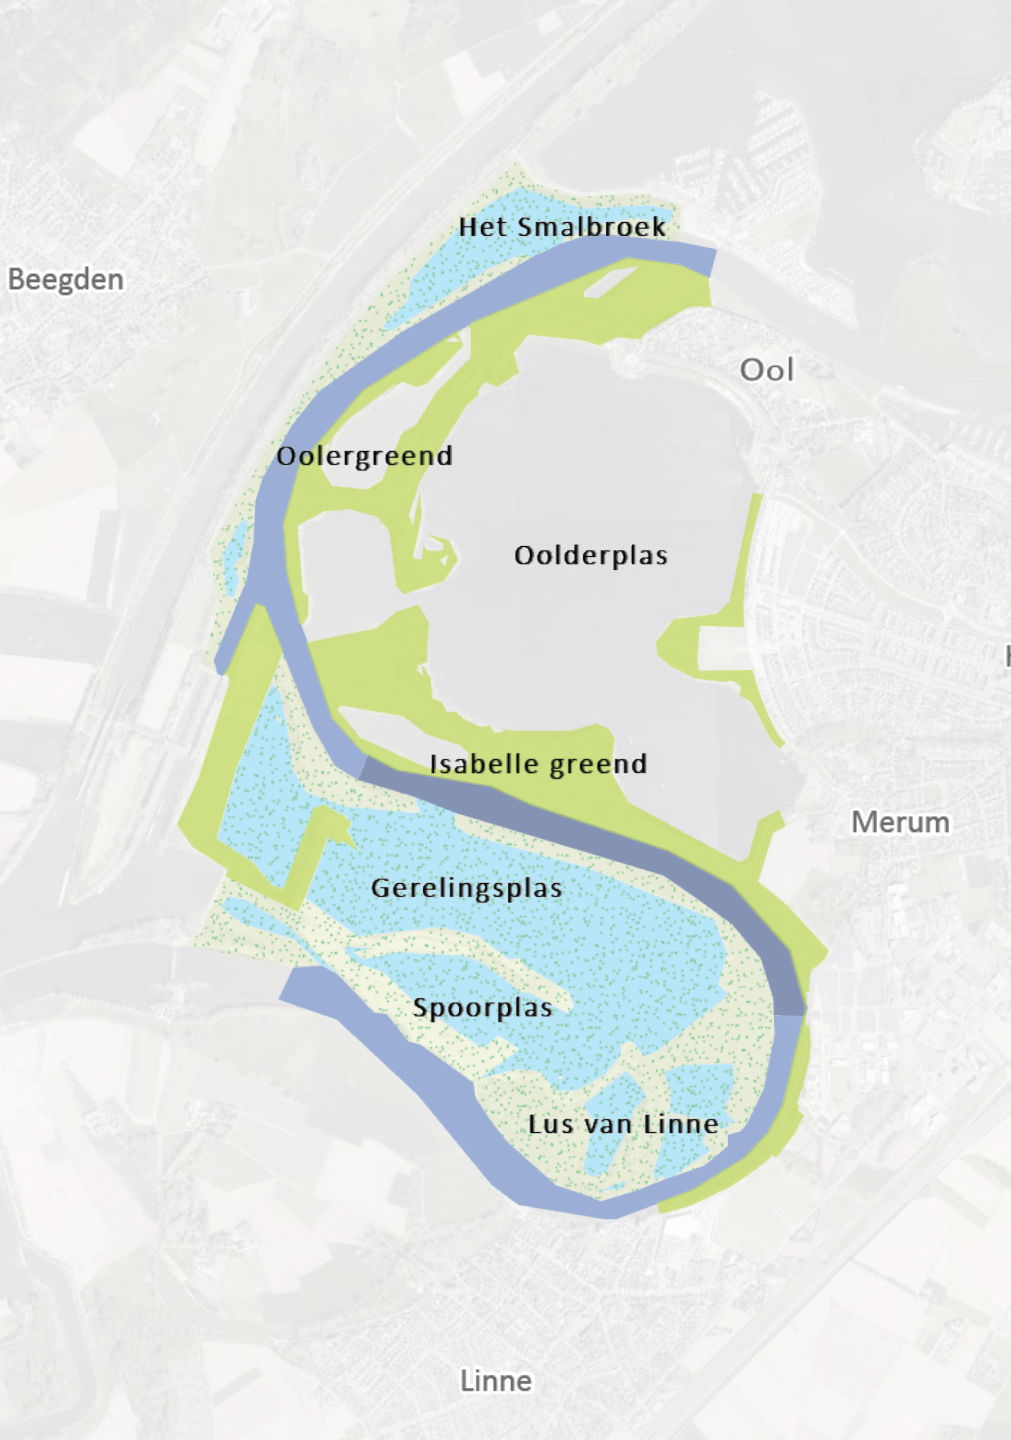 Het Smalbroek
Beegden
Ool
Oolergreend
Oolderplas
H
Isabelle greend
Merum
Gerelingsplas
Spoorplas
Lus van Linne
Linne